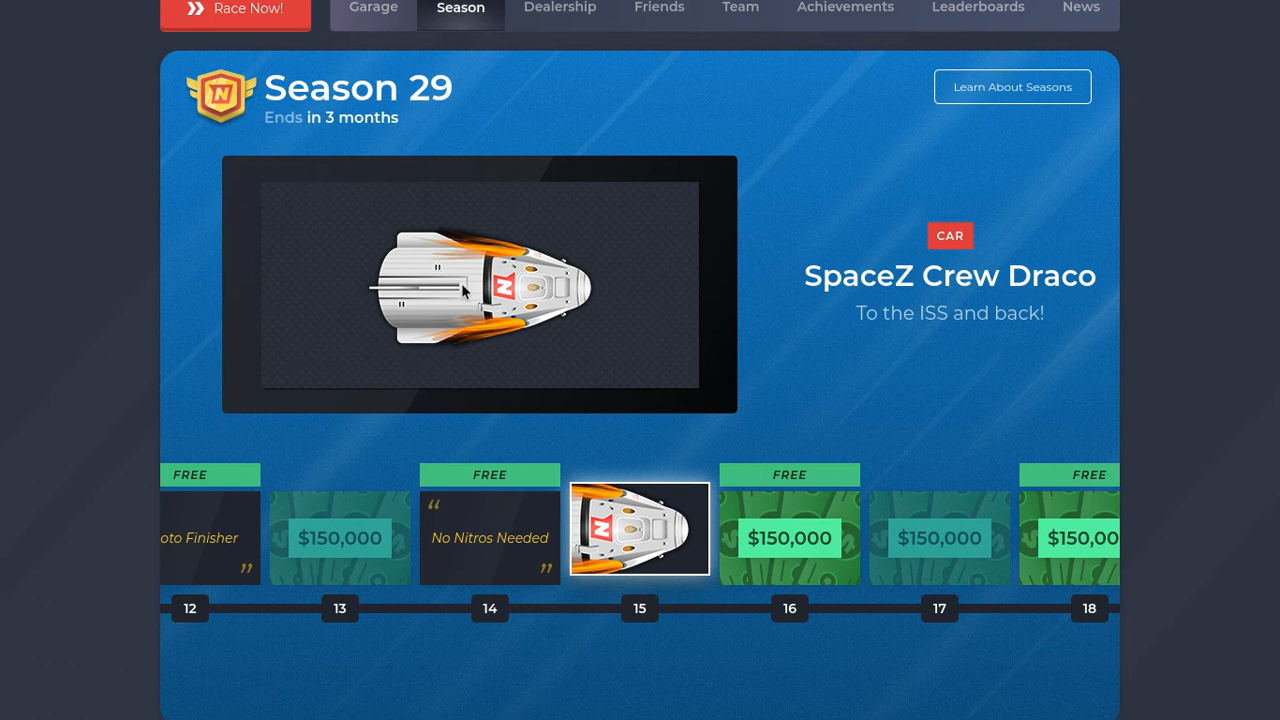 Race Now!
Garage Season Dealership Friends Team Achievements Leaderboards News
Season 29
Ends in 3 months
Learn About Seasons
N
N
CAR
SpaceZ Crew Draco
To the ISS and back!
FREE FREE FREE FREE
oto Finisher
$150,000
“ No Nitros Needed ”
N
$150,000
$150,000
$150,00
12 13 14 15 16 17 18